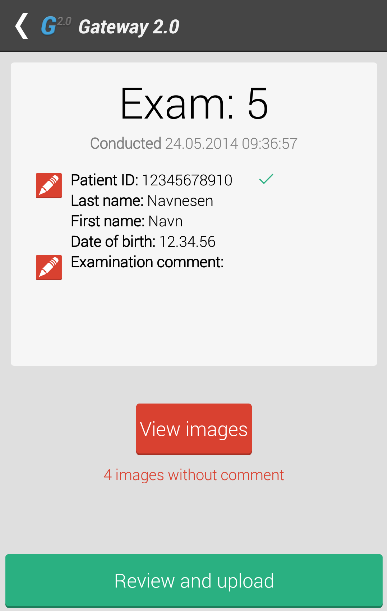 G2.0 Gateway 2.0
Exam: 5
Conducted 24.05.2014 09:36:57
Patient ID: 12345678910
Last name: Navnesen
First name: Navn
Date of birth: 12.34.56
Examination comment:
View images
4 images without comment
Review and upload